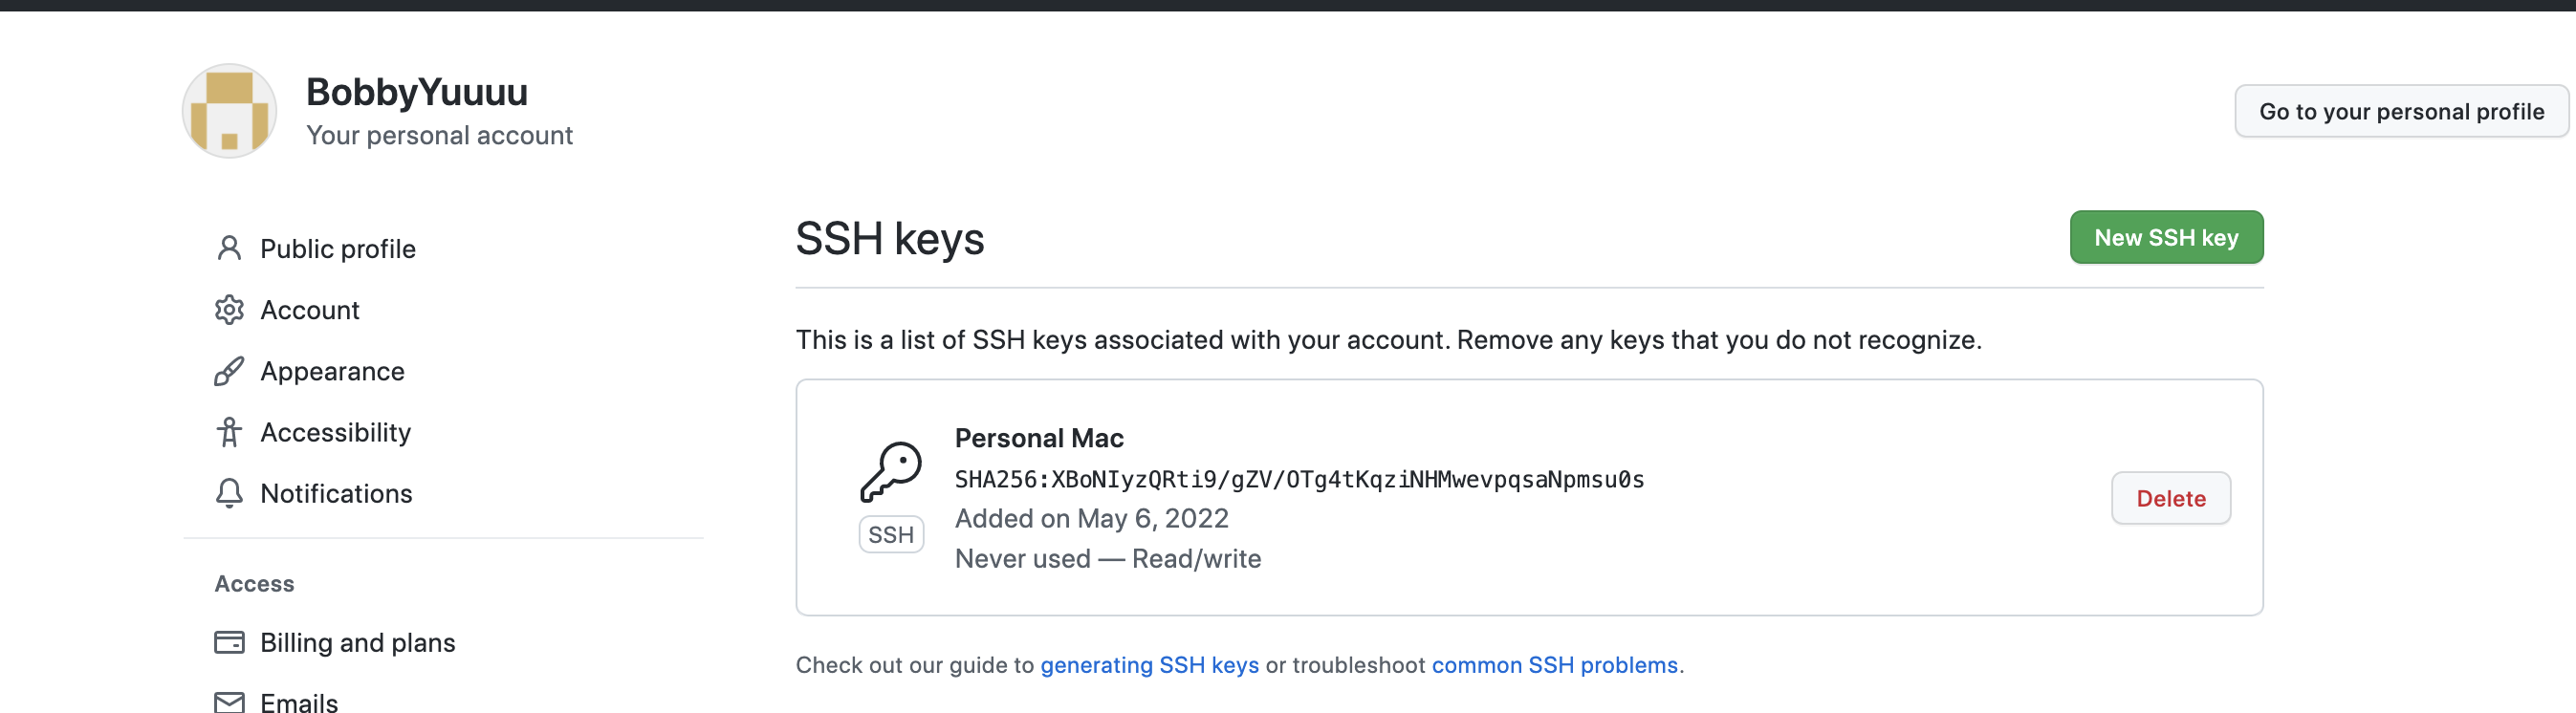 BobbyYuuuu
Your personal account
Go to your personal profile
Public profile
Account
Appearance
Accessibility
Notifications
Access
Billing and plans
Emails
SSH keys
New SSH key
This is a list of SSH keys associated with your account. Remove any keys that you do not recognize.
Personal Mac
SHA256:XBoNIyzQRti9/gZV/OTg4tKqziNHMwevpqsaNpmsu0s
Added on May 6, 2022
Never used — Read/write
SSH
Delete
Check out our guide to generating SSH keys or troubleshoot common SSH problems.